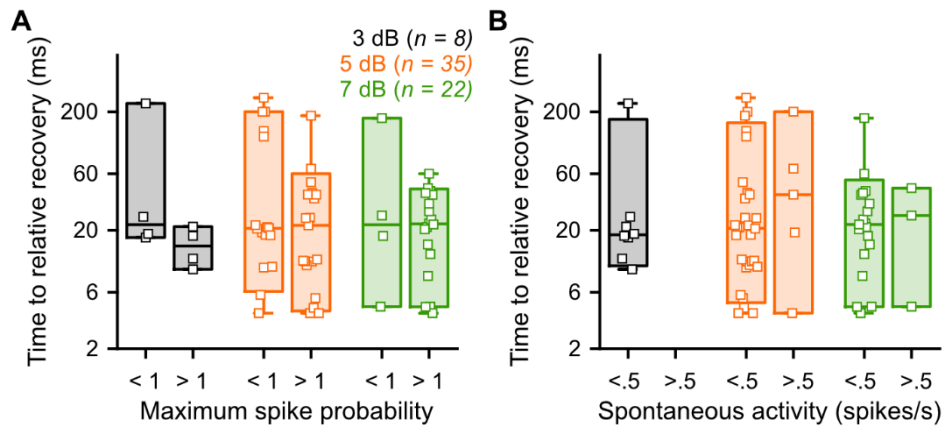 A
3 dB (n = 8)
5 dB (n = 35)
7 dB (n = 22)
Time to relative recovery (ms)
200
60
20
6
2
< 1 > 1 < 1 > 1 < 1 > 1
Maximum spike probability
B
Time to relative recovery (ms)
200
60
20
6
2
<.5 >.5 <.5 >.5 <.5 >.5
Spontaneous activity (spikes/s)